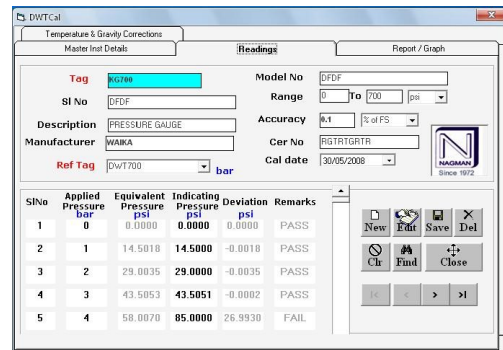 DWTCal
Temperature & Gravity Corrections
Master Inst Details Readings Report / Graph
Tag KG700 Model No DFDF
Sl No DFDF Range 0 To 700 psi
Description PRESSURE GAUGE Accuracy 0.1 % of FS
Manufacturer WAIKA Cer No RGTRTGRTR
Ref Tag DWT700 bar Cal date 30/05/2008
NAGMAN
Since 1972
SlNo Applied Pressure bar Equivalent Pressure psi Indicating Pressure psi Deviation psi Remarks
1 0 0.0000 0.0000 0.0000 PASS
2 1 14.5018 14.5000 -0.0018 PASS
3 2 29.0035 29.0000 -0.0035 PASS
4 3 43.5053 43.5051 -0.0002 PASS
5 4 58.0070 85.0000 26.9930 FAIL
New Edit Save Del
Clr Find Close